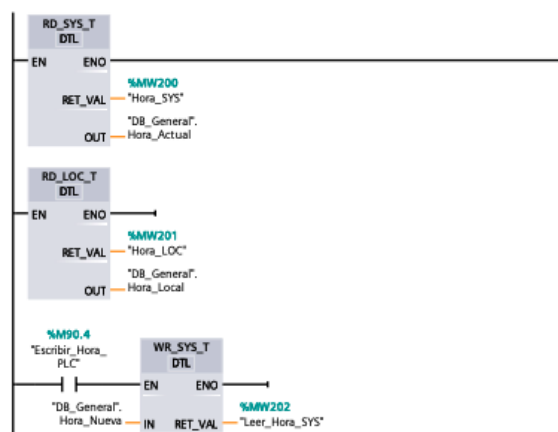 RD_SYS_T
DTL
EN ENO
%MW200
RET_VAL "Hora_SYS"
"DB_General".
OUT Hora_Actual
RD_LOC_T
DTL
EN ENO
%MW201
RET_VAL "Hora_LOC"
"DB_General".
OUT Hora_Local
%M90.4
"Escribir_Hora_
PLC"
WR_SYS_T
DTL
EN ENO
"DB_General".
Hora_Nueva IN
%MW202
RET_VAL "Leer_Hora_SYS"